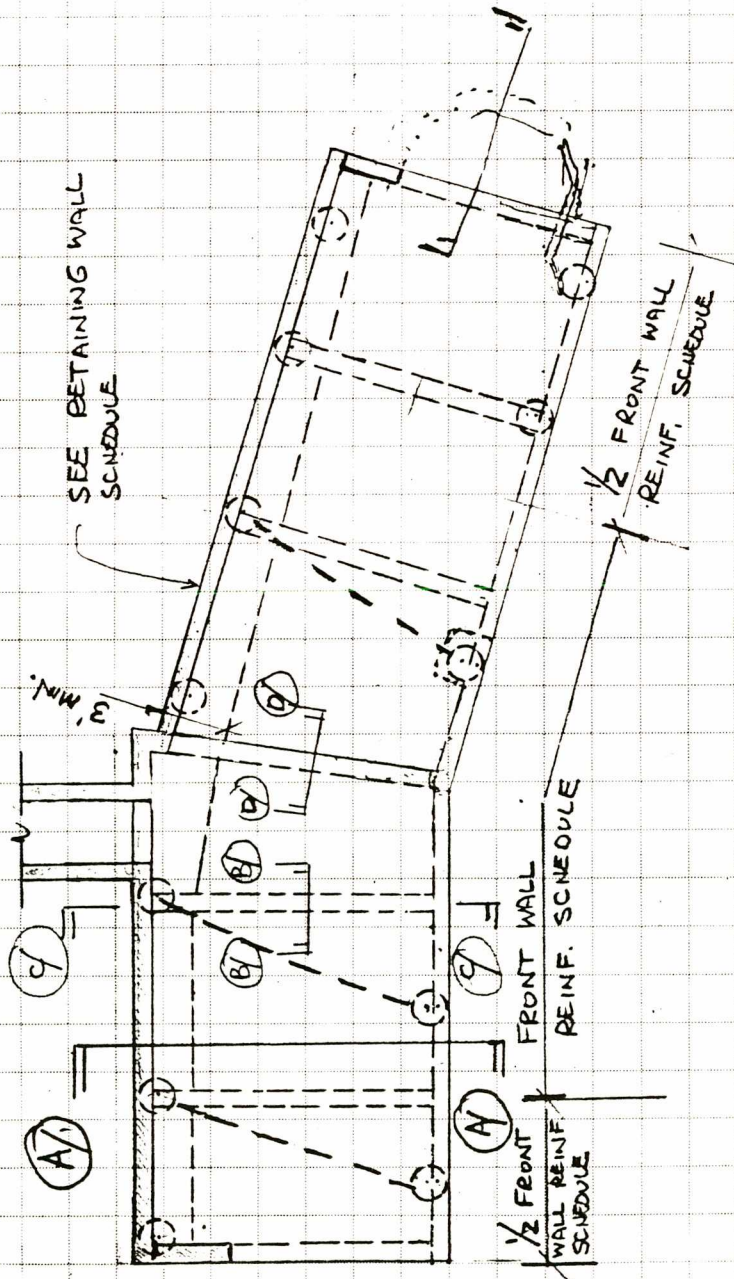 SEE RETAINING WALL
SCHEDULE
3' MIN.
C/
B/
D/
D/
B/
A/
C/
A/
FRONT WALL
REINF. SCHEDULE
1/2 FRONT WALL
REINF. SCHEDULE
1/2 FRONT
WALL REINF.
SCHEDULE